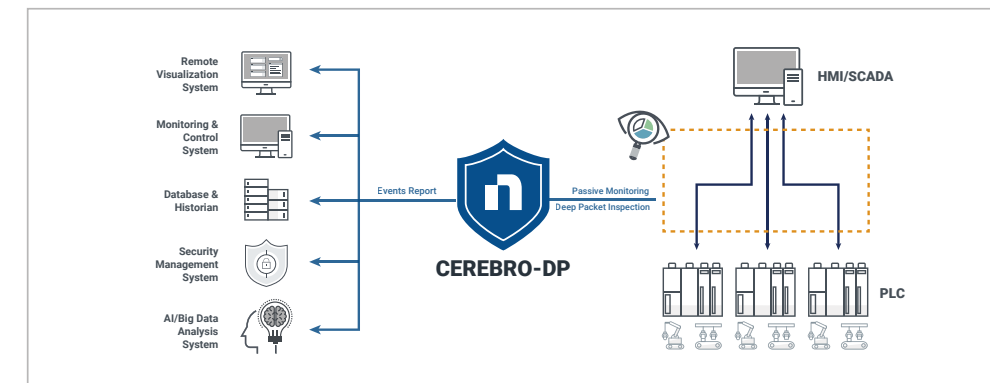 Remote
Visualization
System
Monitoring &
Control
System
Database &
Historian
Security
Management
System
AI/Big Data
Analysis
System
Events Report
n
CEREBRO-DP
Passive Monitoring
Deep Packet Inspection
HMI/SCADA
PLC